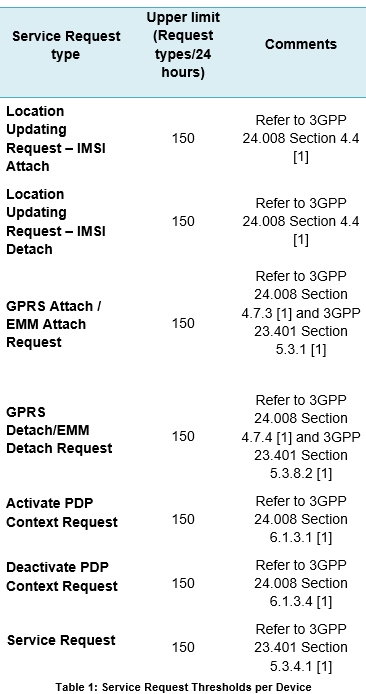 Service Request
type
Upper limit
(Request
types/24
hours)
Comments
Location
Updating
Request – IMSI
Attach
150
Refer to 3GPP
24.008 Section 4.4
[1]
Location
Updating
Request – IMSI
Detach
150
Refer to 3GPP
24.008 Section 4.4
[1]
GPRS Attach /
EMM Attach
Request
150
Refer to 3GPP
24.008 Section
4.7.3 [1] and 3GPP
23.401 Section
5.3.1 [1]
GPRS
Detach/EMM
Detach Request
150
Refer to 3GPP
24.008 Section
4.7.4 [1] and 3GPP
23.401 Section
5.3.8.2 [1]
Activate PDP
Context Request
150
Refer to 3GPP
24.008 Section
6.1.3.1 [1]
Deactivate PDP
Context Request
150
Refer to 3GPP
24.008 Section
6.1.3.4 [1]
Service Request
150
Refer to 3GPP
23.401 Section
5.3.4.1 [1]
Table 1: Service Request Thresholds per Device